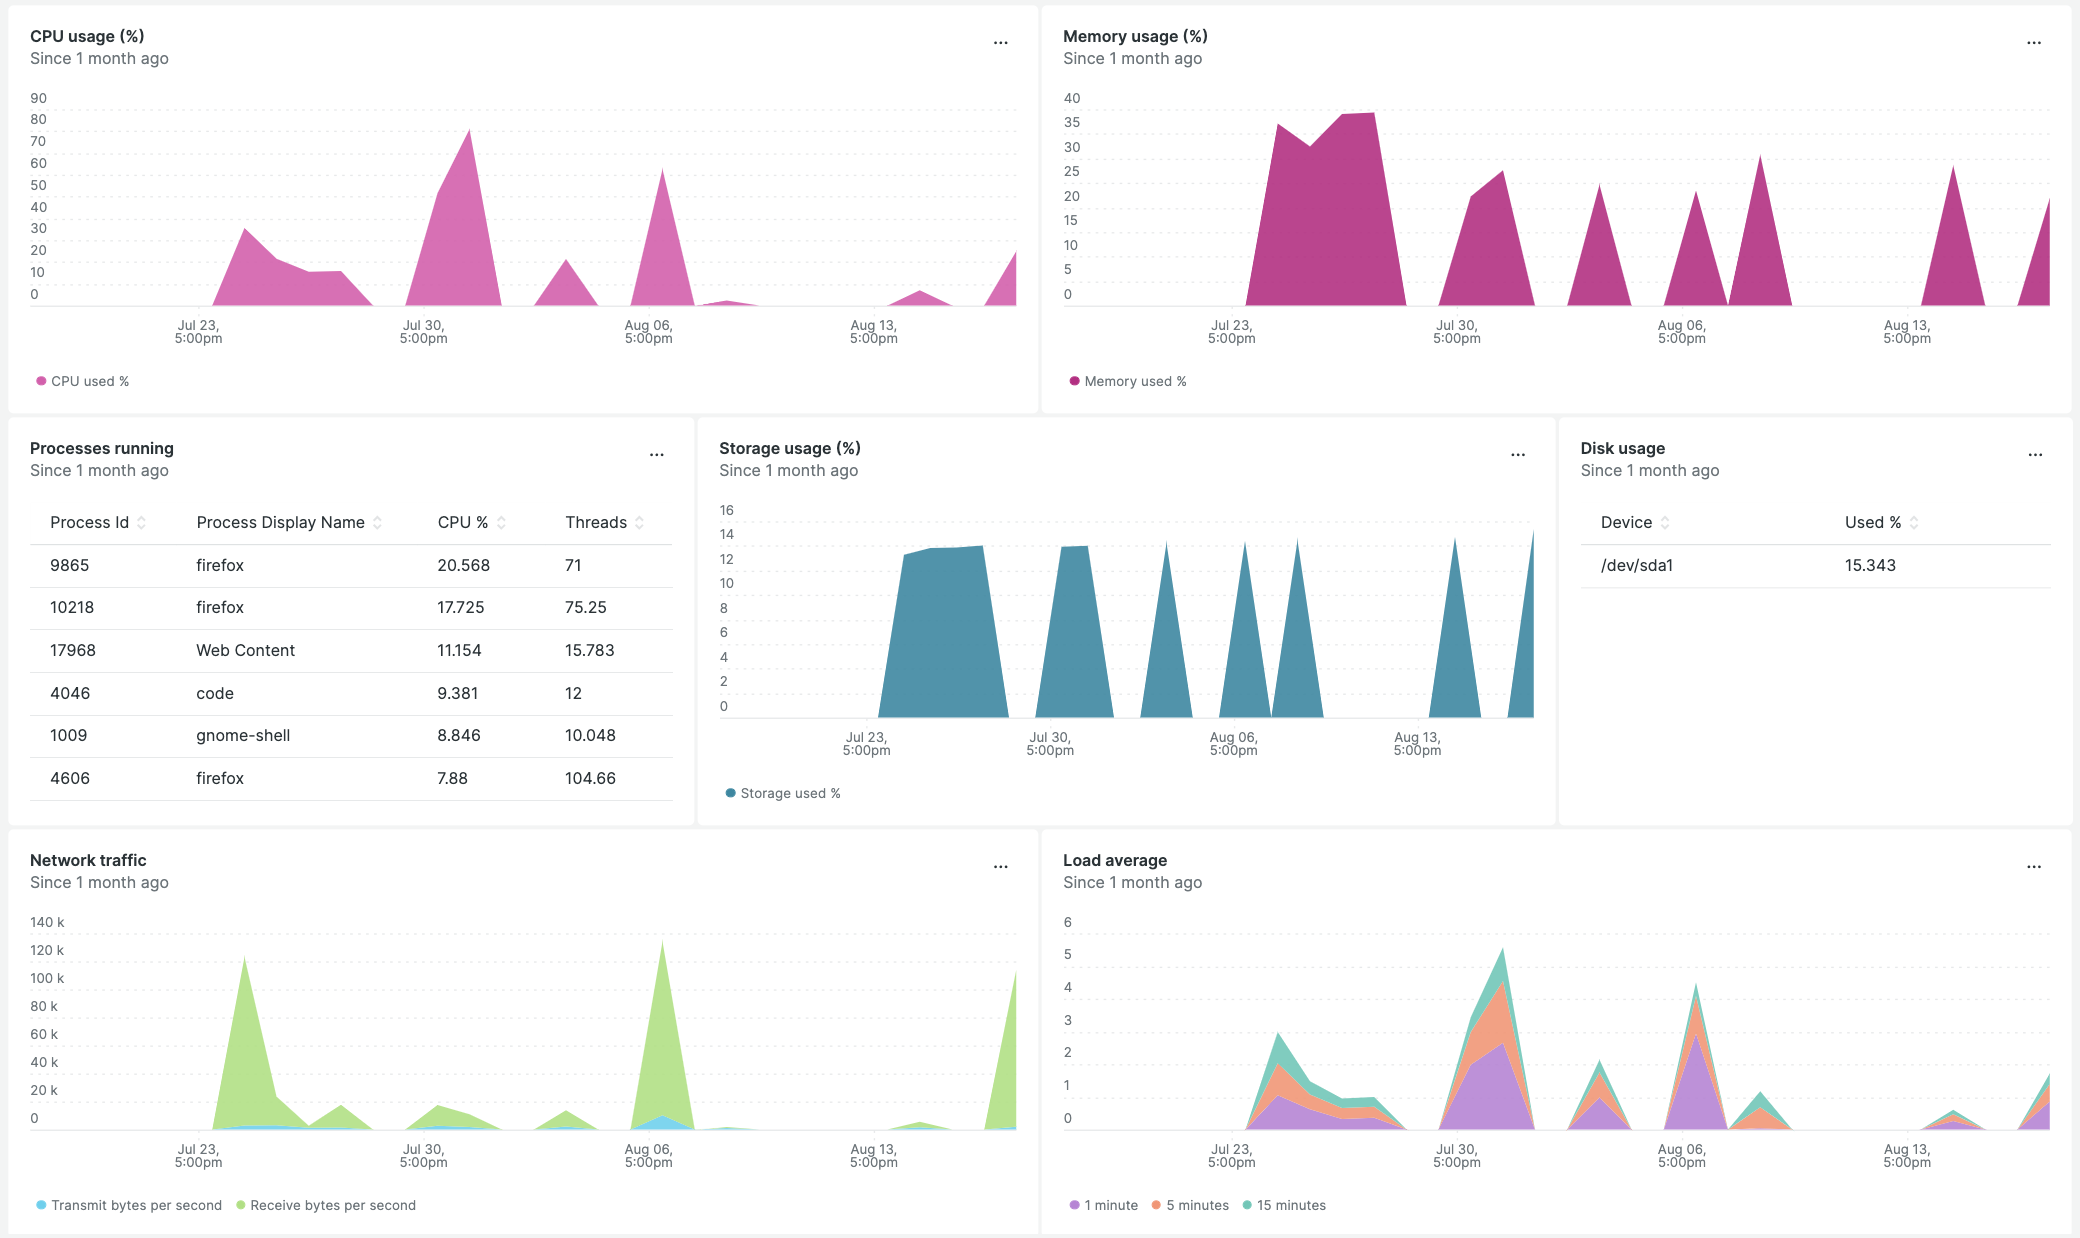 CPU usage (%)
Since 1 month ago
...
90
80
70
60
50
40
30
20
10
0
Jul 23, 5:00pm
Jul 30, 5:00pm
Aug 06, 5:00pm
Aug 13, 5:00pm
CPU used %
Memory usage (%)
Since 1 month ago
...
40
35
30
25
20
15
10
5
0
Jul 23, 5:00pm
Jul 30, 5:00pm
Aug 06, 5:00pm
Aug 13, 5:00pm
Memory used %
Processes running
Since 1 month ago
...
Process Id Process Display Name CPU % Threads
9865 firefox 20.568 71
10218 firefox 17.725 75.25
17968 Web Content 11.154 15.783
4046 code 9.381 12
1009 gnome-shell 8.846 10.048
4606 firefox 7.88 104.66
Storage usage (%)
Since 1 month ago
...
16
14
12
10
8
6
4
2
0
Jul 23, 5:00pm
Jul 30, 5:00pm
Aug 06, 5:00pm
Aug 13, 5:00pm
Storage used %
Disk usage
Since 1 month ago
...
Device Used %
/dev/sda1 15.343
Network traffic
Since 1 month ago
...
140 k
120 k
100 k
80 k
60 k
40 k
20 k
0
Jul 23, 5:00pm
Jul 30, 5:00pm
Aug 06, 5:00pm
Aug 13, 5:00pm
Transmit bytes per second Receive bytes per second
Load average
Since 1 month ago
...
6
5
4
3
2
1
0
Jul 23, 5:00pm
Jul 30, 5:00pm
Aug 06, 5:00pm
Aug 13, 5:00pm
1 minute 5 minutes 15 minutes